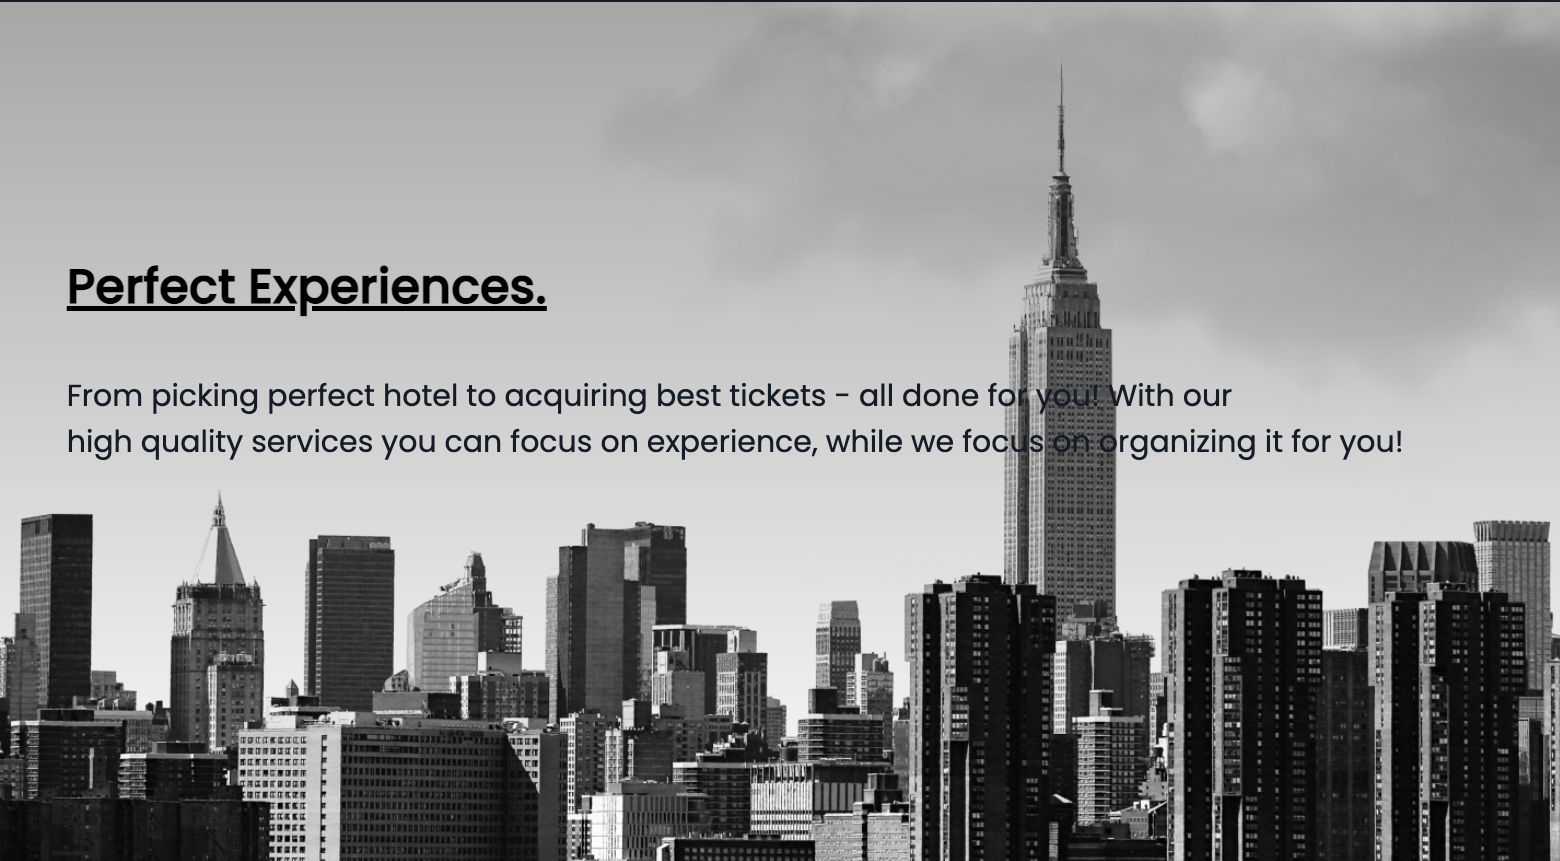 Perfect Experiences.
From picking perfect hotel to acquiring best tickets - all done for you! With our
high quality services you can focus on experience, while we focus on organizing it for you!